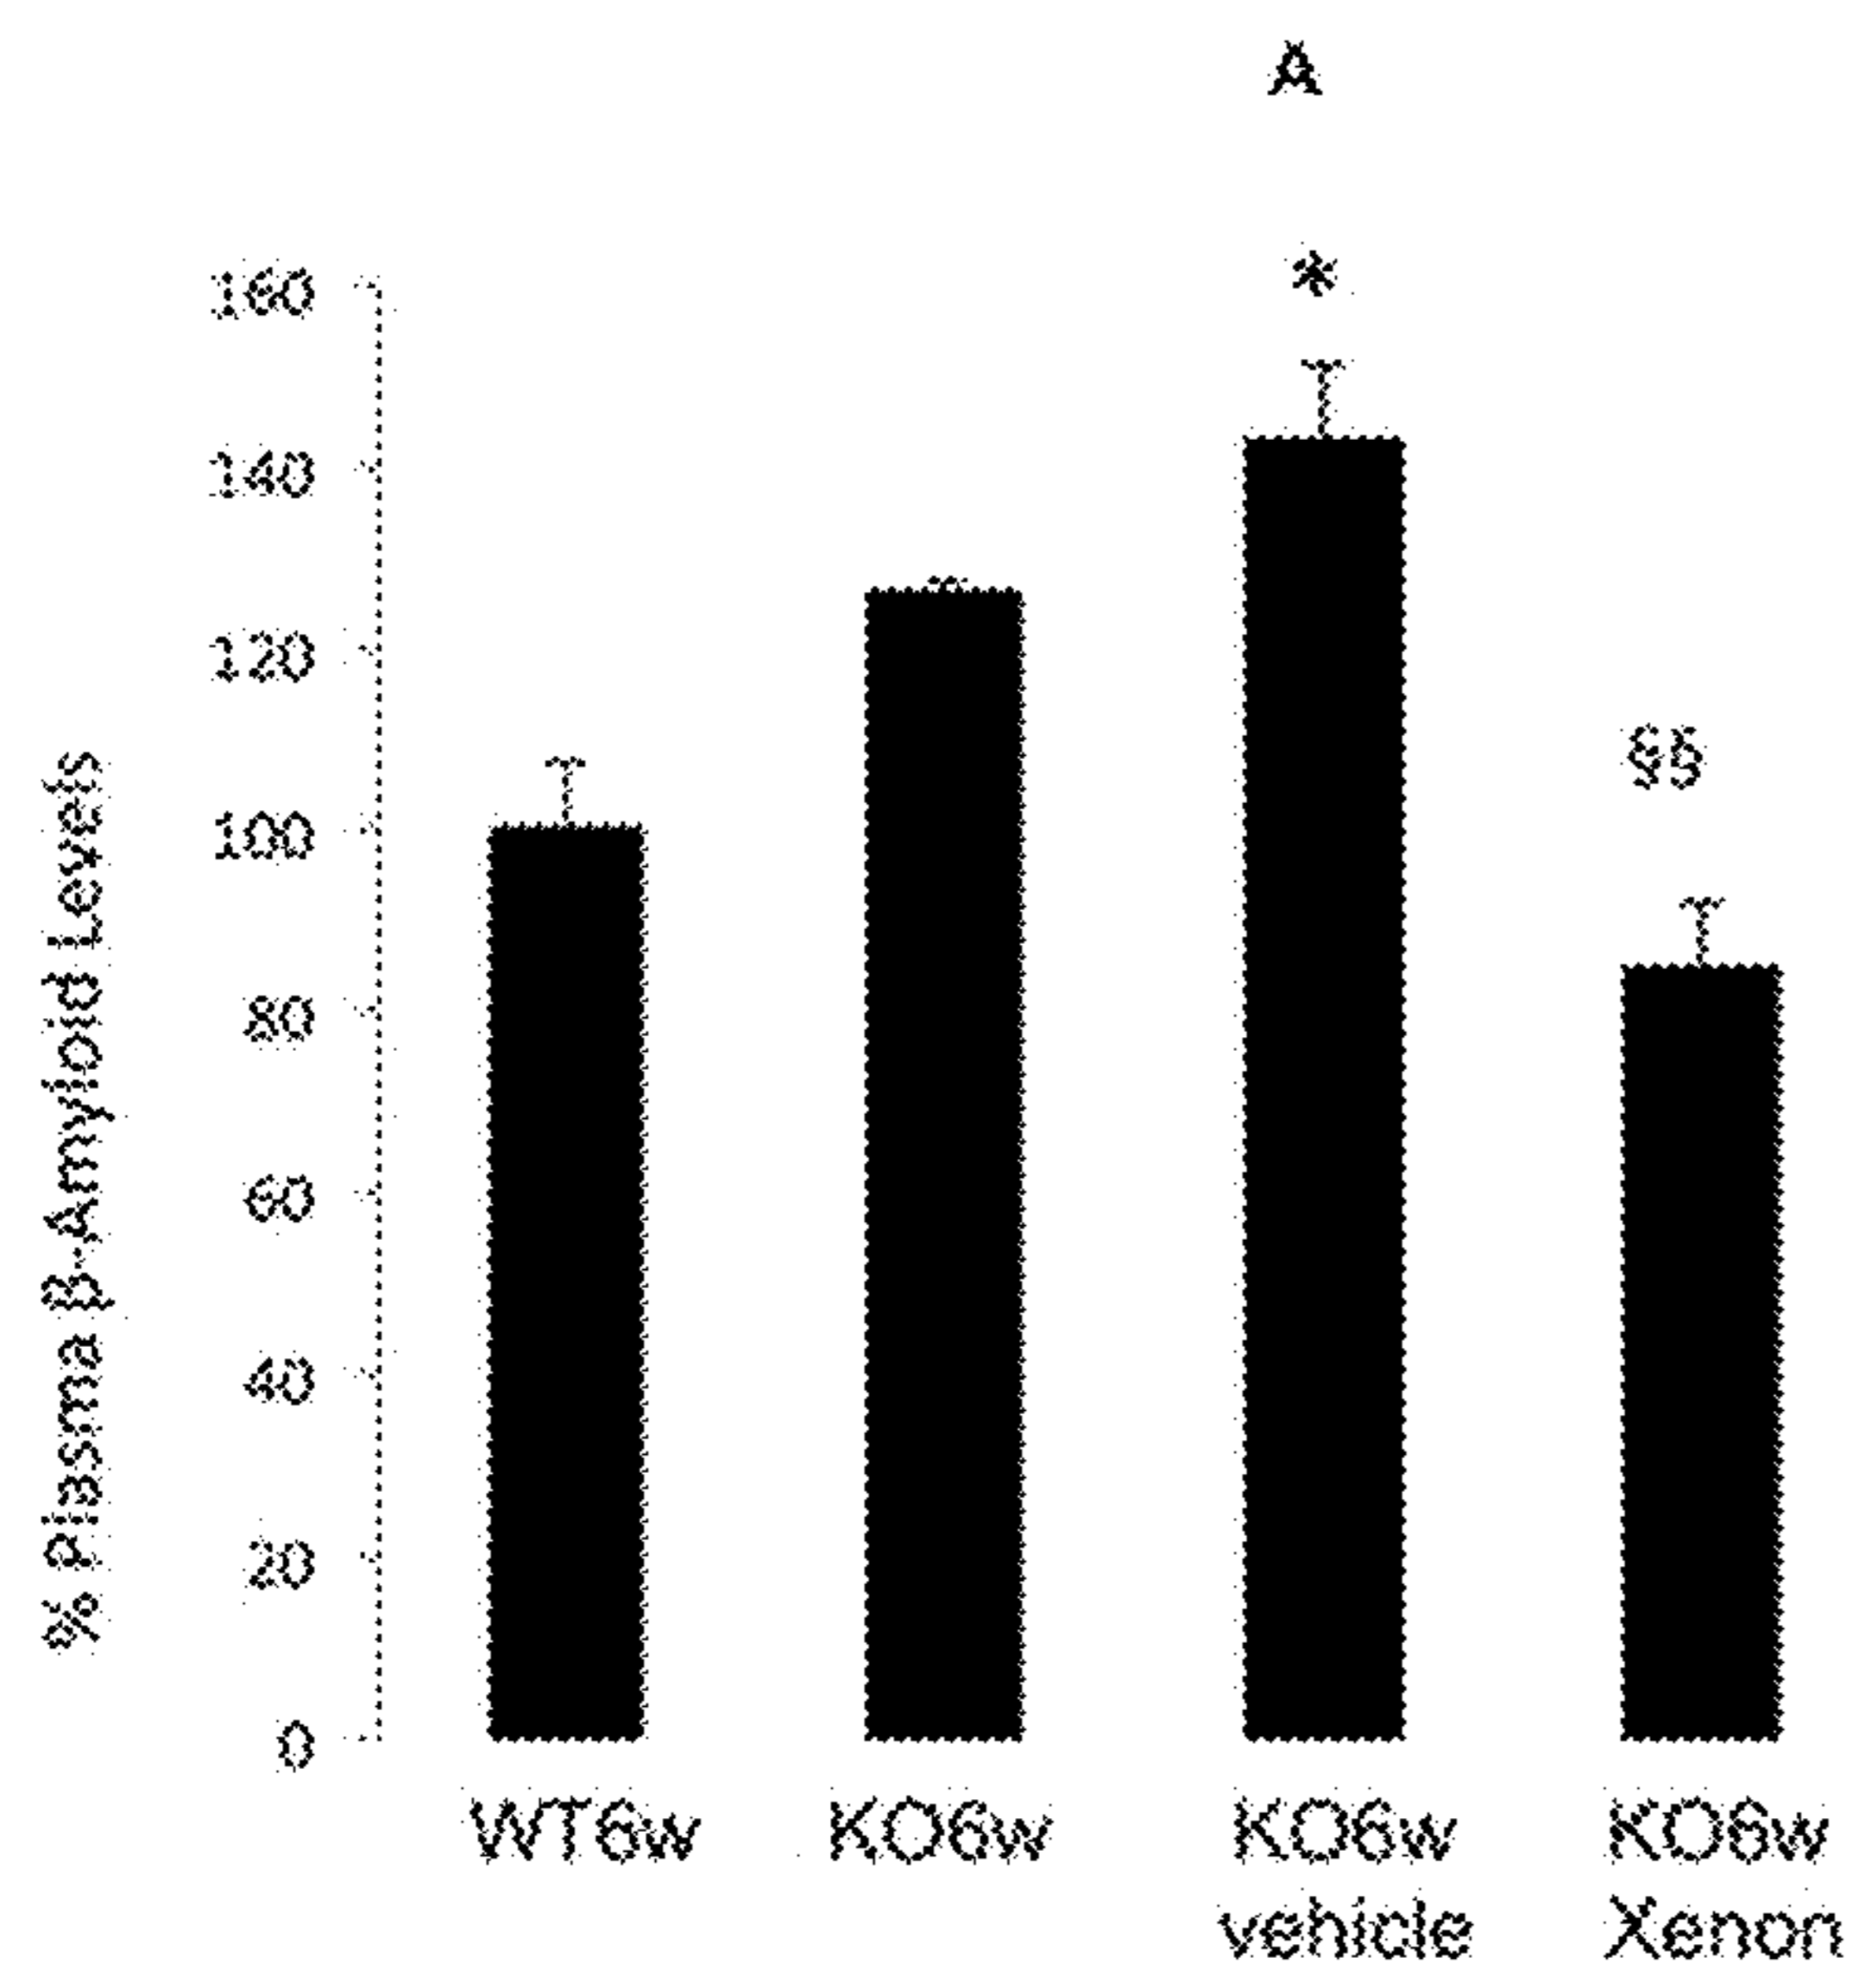 A
*
160
140
120
100
80
60
40
20
0
% Plasma β-Amyloid Levels
§§
WT6w
KO6w
KO6w
vehicle
KO6w
Xenon